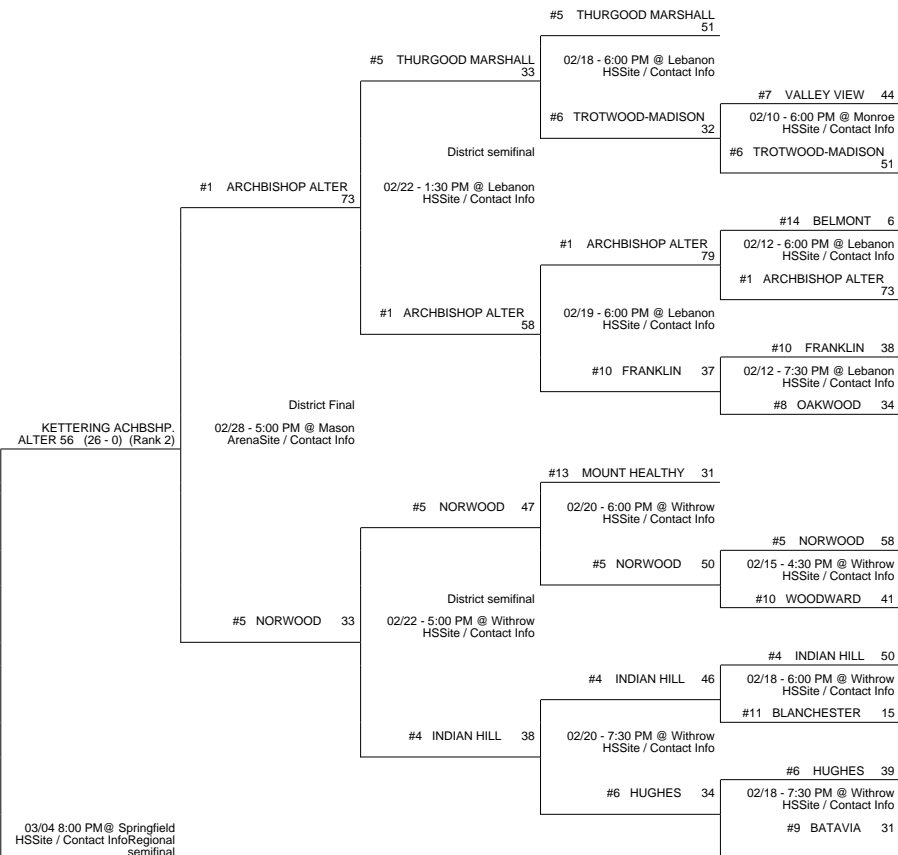 #5 THURGOOD MARSHALL
51
#5 THURGOOD MARSHALL
33
02/18 - 6:00 PM @ Lebanon
HSSite / Contact Info
#7 VALLEY VIEW 44
#6 TROTWOOD-MADISON
32
02/10 - 6:00 PM @ Monroe
HSSite / Contact Info
#6 TROTWOOD-MADISON
51
District semifinal
02/22 - 1:30 PM @ Lebanon
HSSite / Contact Info
#1 ARCHBISHOP ALTER
73
#14 BELMONT 6
#1 ARCHBISHOP ALTER
79
02/12 - 6:00 PM @ Lebanon
HSSite / Contact Info
#1 ARCHBISHOP ALTER
73
#1 ARCHBISHOP ALTER
58
02/19 - 6:00 PM @ Lebanon
HSSite / Contact Info
#10 FRANKLIN 38
#10 FRANKLIN 37
02/12 - 7:30 PM @ Lebanon
HSSite / Contact Info
#8 OAKWOOD 34
District Final
02/28 - 5:00 PM @ Mason
ArenaSite / Contact Info
KETTERING ACHBSHP.
ALTER 56 (26 - 0) (Rank 2)
#13 MOUNT HEALTHY 31
#5 NORWOOD 47
02/20 - 6:00 PM @ Withrow
HSSite / Contact Info
#5 NORWOOD 58
#5 NORWOOD 50
02/15 - 4:30 PM @ Withrow
HSSite / Contact Info
#10 WOODWARD 41
District semifinal
02/22 - 5:00 PM @ Withrow
HSSite / Contact Info
#5 NORWOOD 33
#4 INDIAN HILL 50
#4 INDIAN HILL 46
02/18 - 6:00 PM @ Withrow
HSSite / Contact Info
#11 BLANCHESTER 15
#4 INDIAN HILL 38
02/20 - 7:30 PM @ Withrow
HSSite / Contact Info
#6 HUGHES 39
#6 HUGHES 34
02/18 - 7:30 PM @ Withrow
HSSite / Contact Info
#9 BATAVIA 31
03/04 8:00 PM@ Springfield
HSSite / Contact InfoRegional
semifinal